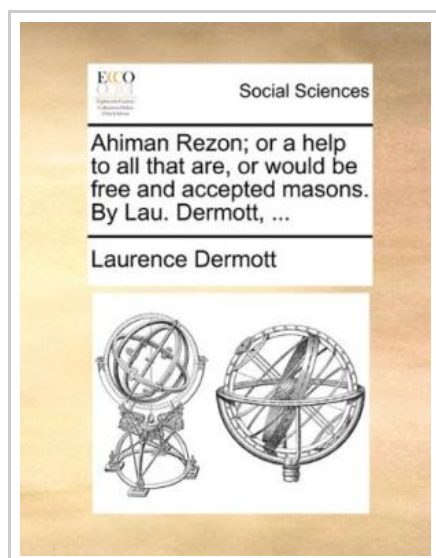 ECCO
Social Sciences
Ahiman Rezon; or a help
to all that are, or would be
free and accepted masons.
By Lau. Dermott, ...
Laurence Dermott